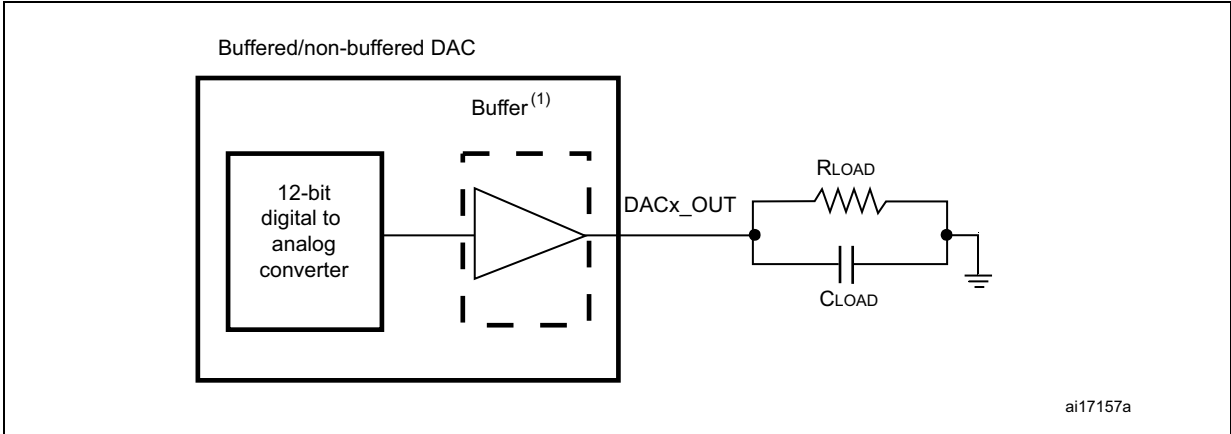 Buffered/non-buffered DAC
Buffer(1)
12-bit
digital to
analog
converter
DACx_OUT
RLOAD
CLOAD
ai17157a